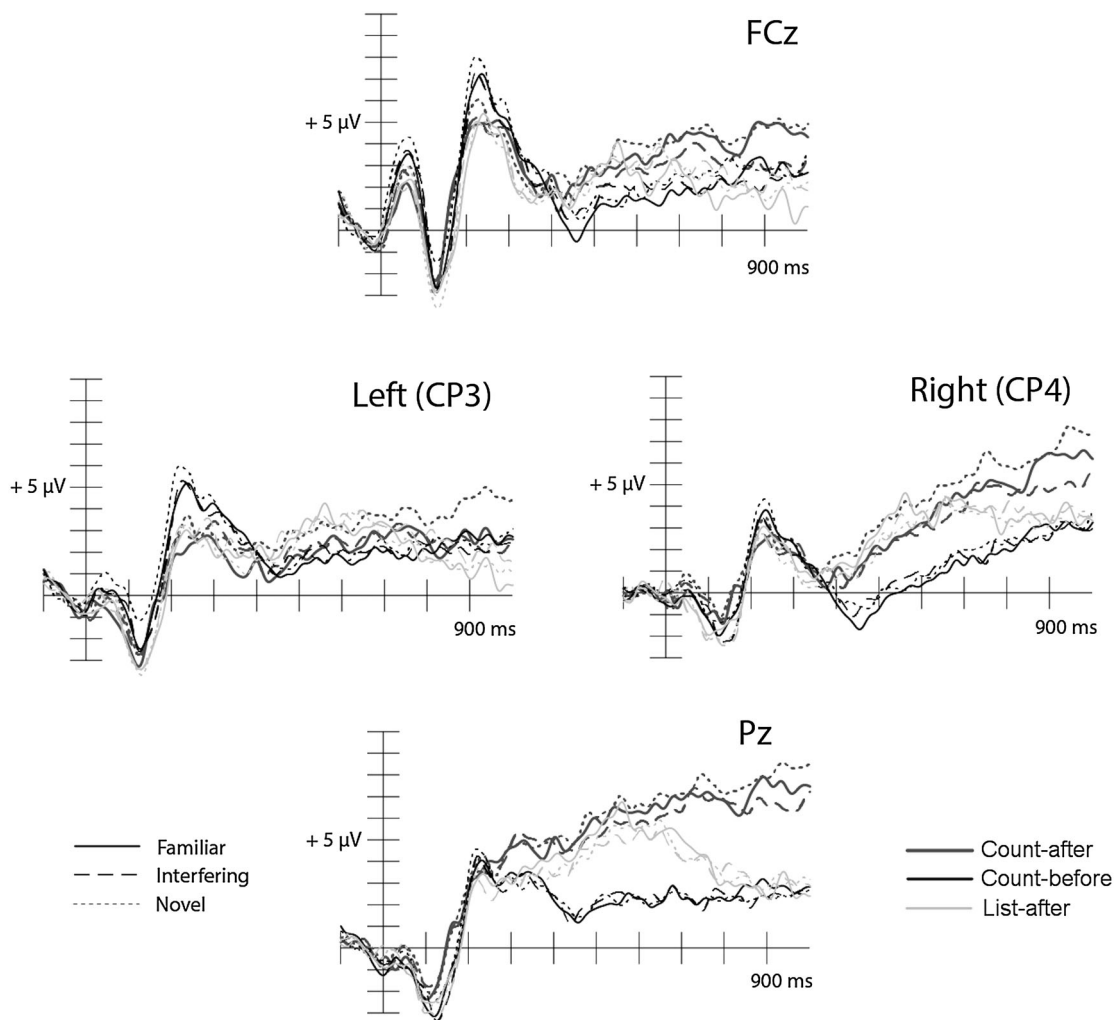 FCz
+ 5 µV
900 ms
Left (CP3)
+ 5 µV
900 ms
Right (CP4)
+ 5 µV
900 ms
Pz
+ 5 µV
900 ms
Familiar
Interfering
Novel
Count-after
Count-before
List-after